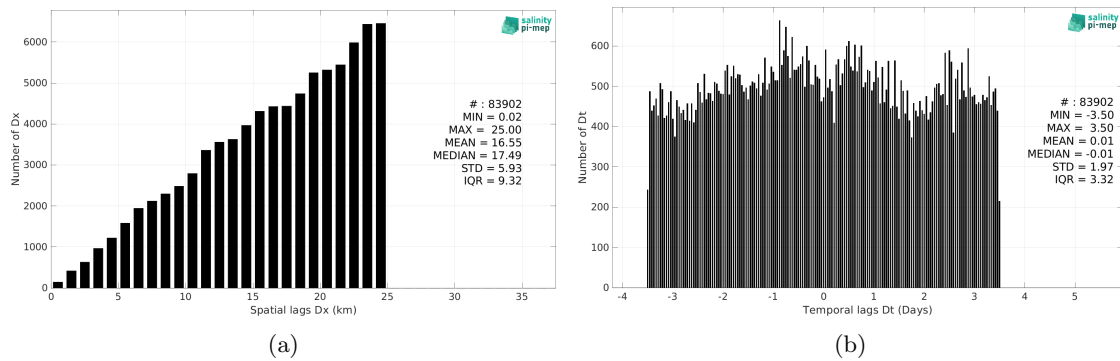 salinity
pi-mep
6000
5000
4000
3000
2000
1000
0
Number of Dx
# : 83902
MIN = 0.02
MAX = 25.00
MEAN = 16.55
MEDIAN = 17.49
STD = 5.93
IQR = 9.32
0 5 10 15 20 25 30 35
Spatial lags Dx (km)
(a)
salinity
pi-mep
600
500
400
300
200
100
0
Number of Dt
# : 83902
MIN = -3.50
MAX = 3.50
MEAN = 0.01
MEDIAN = -0.01
STD = 1.97
IQR = 3.32
-4 -3 -2 -1 0 1 2 3 4 5
Temporal lags Dt (Days)
(b)